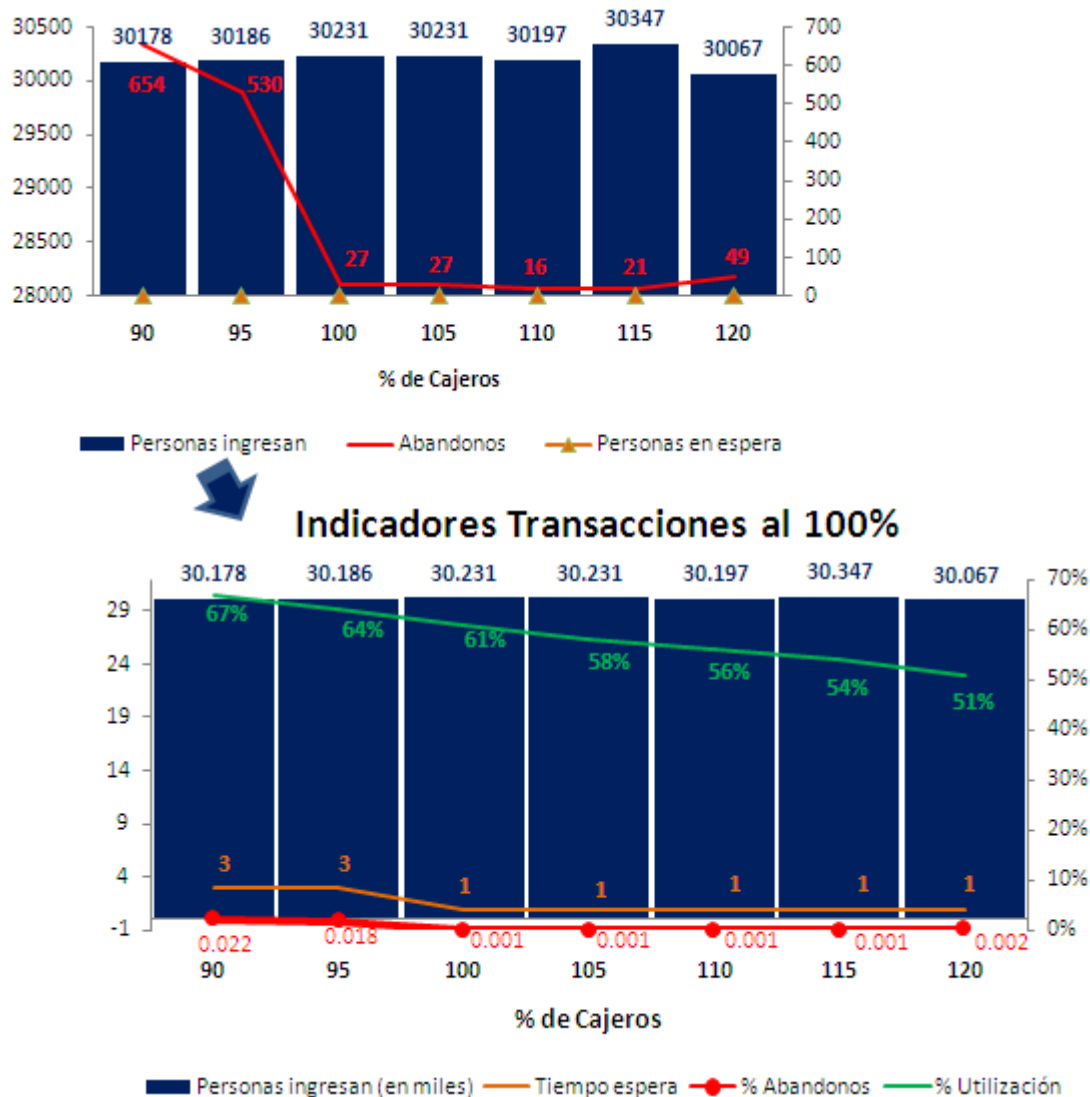 30500
30000
29500
29000
28500
28000
700
600
500
400
300
200
100
0
30178 30186 30231 30231 30197 30347 30067
654 530 27 27 16 21 49
90 95 100 105 110 115 120
% de Cajeros
Personas ingresan Abandonos Personas en espera
Indicadores Transacciones al 100%
30.178 30.186 30.231 30.231 30.197 30.347 30.067
29
24
19
14
9
4
-1
70%
60%
50%
40%
30%
20%
10%
0%
67% 64% 61% 58% 56% 54% 51%
3 3 1 1 1 1 1
0.022 0.018 0.001 0.001 0.001 0.001 0.002
90 95 100 105 110 115 120
% de Cajeros
Personas ingresan (en miles) Tiempo espera % Abandonos % Utilización